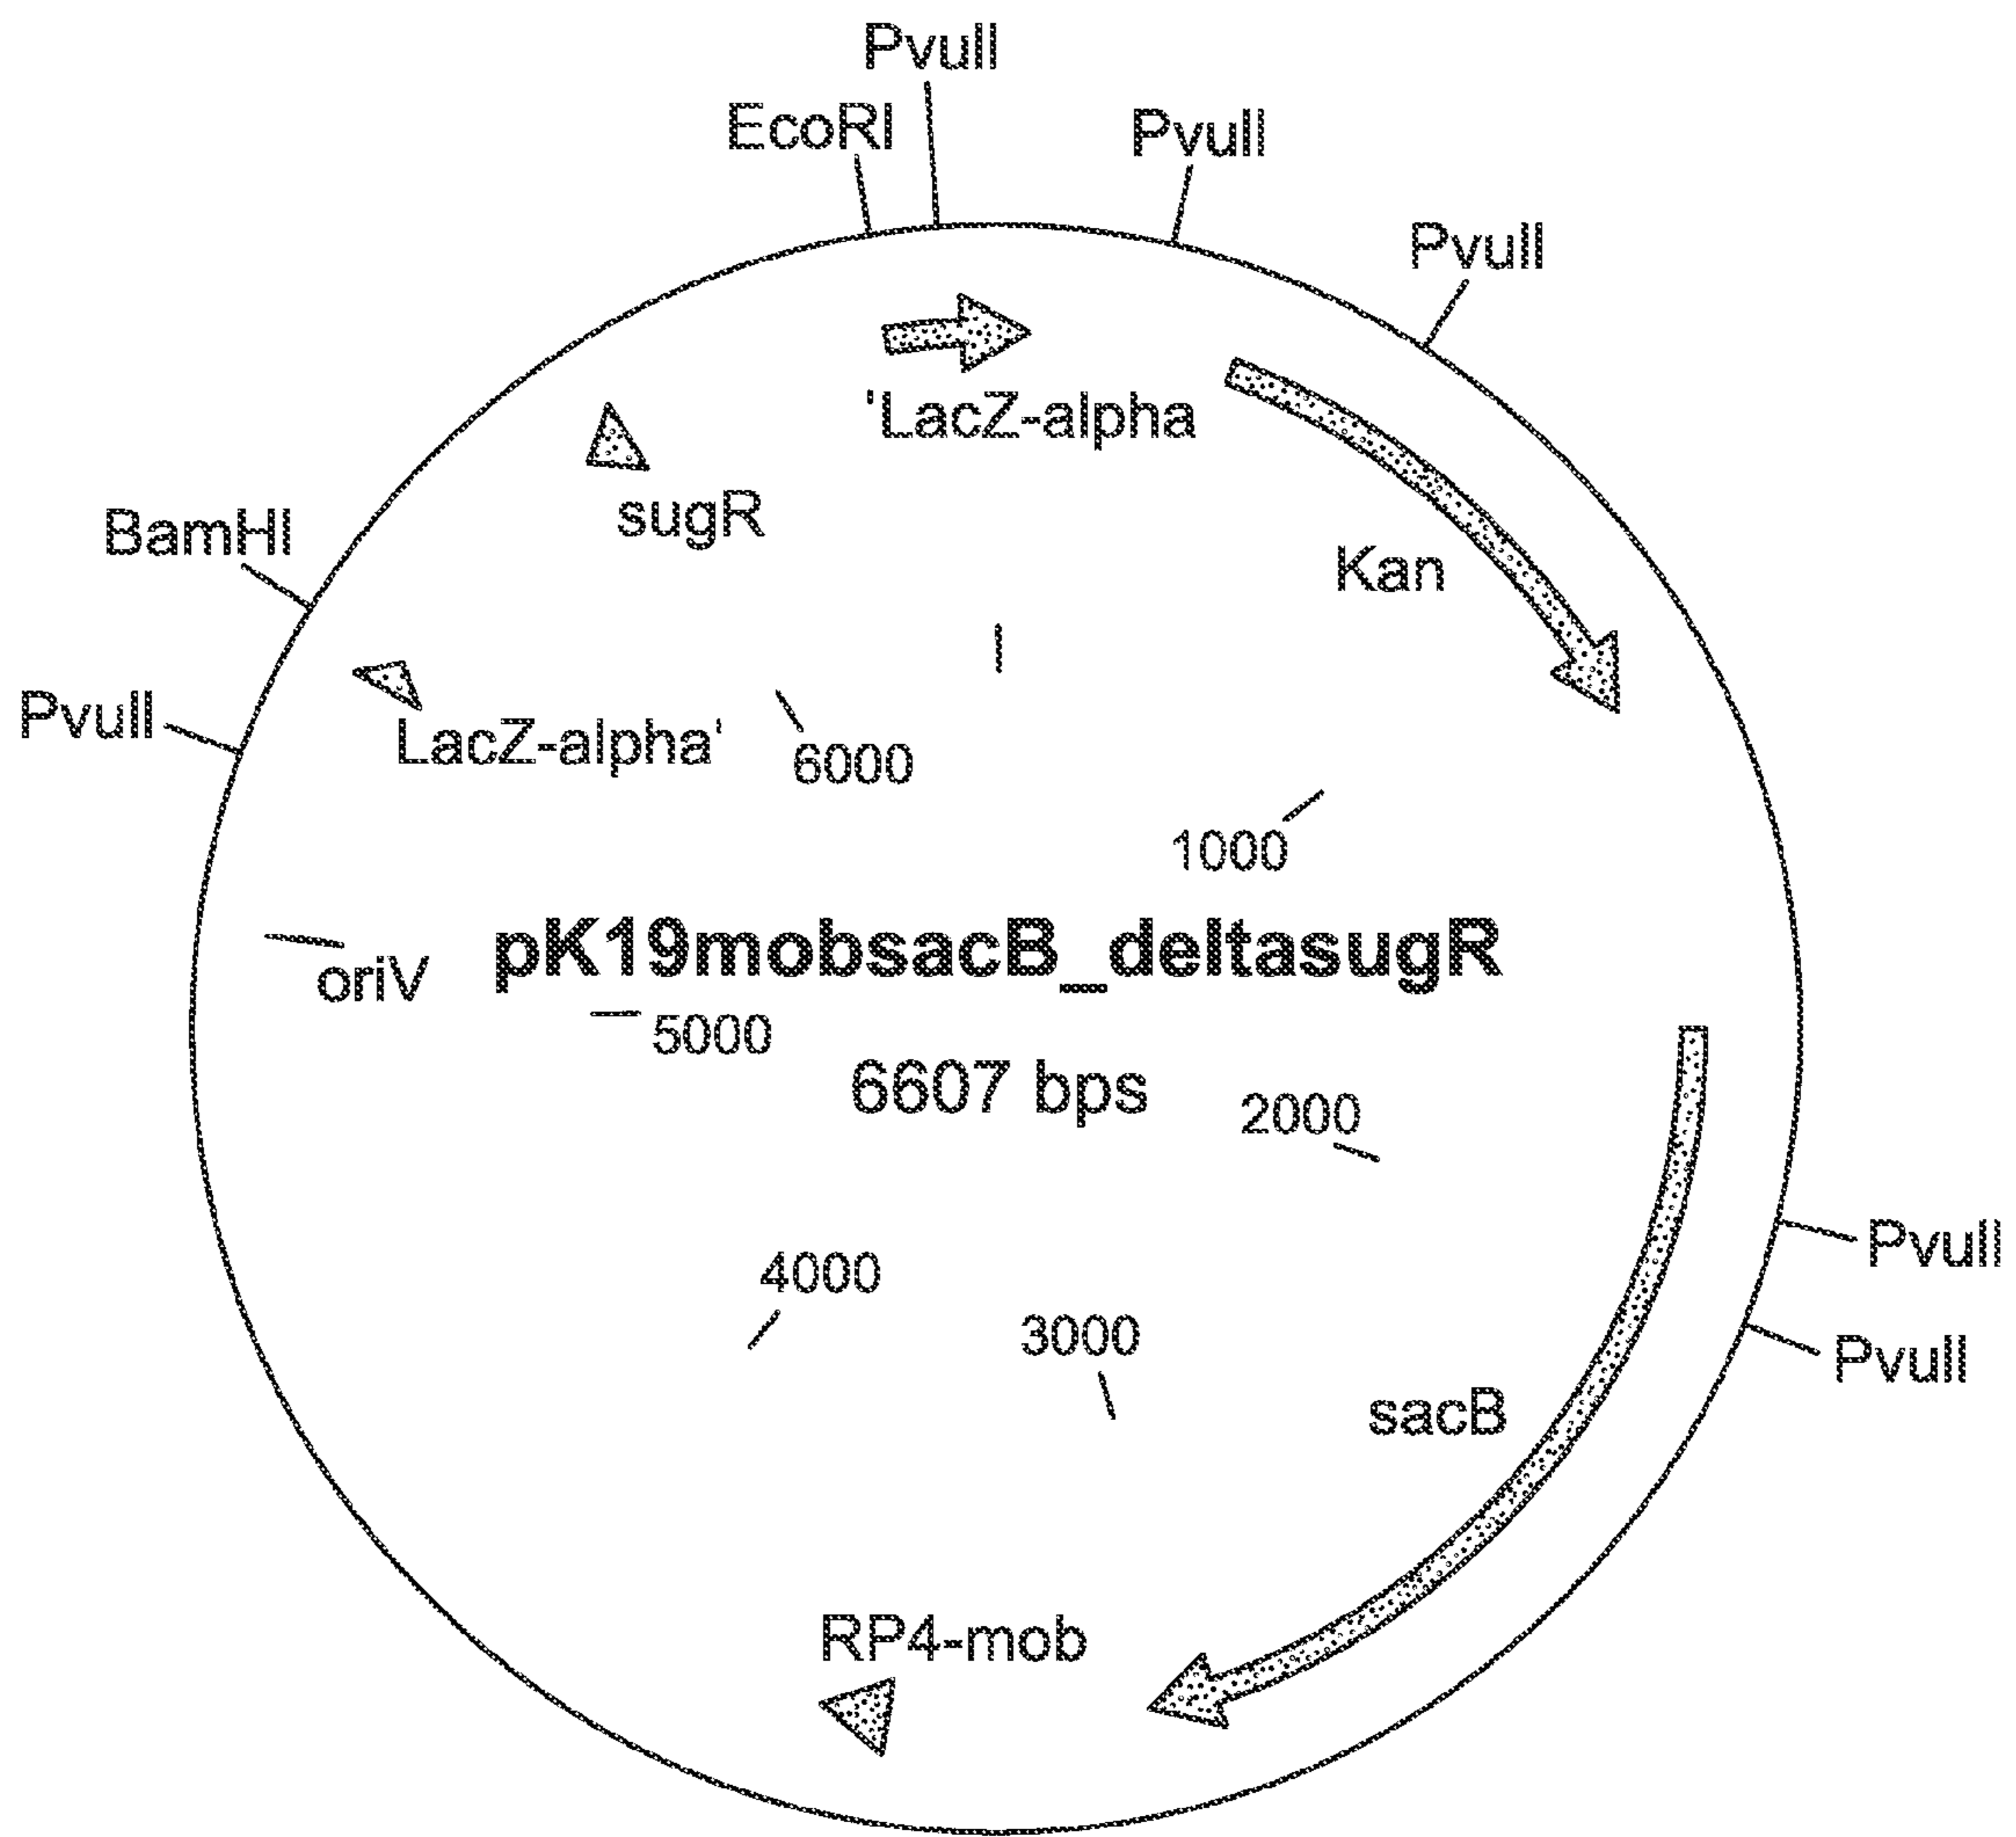 PvuII
EcoRI
PvuII
PvuII
'LacZ-alpha
sugR
BamHI
Kan
PvuII
LacZ-alpha'
6000
1000
pK19mobsacB_deltasugR
oriV
5000
6607 bps
2000
PvuII
4000
3000
PvuII
sacB
RP4-mob